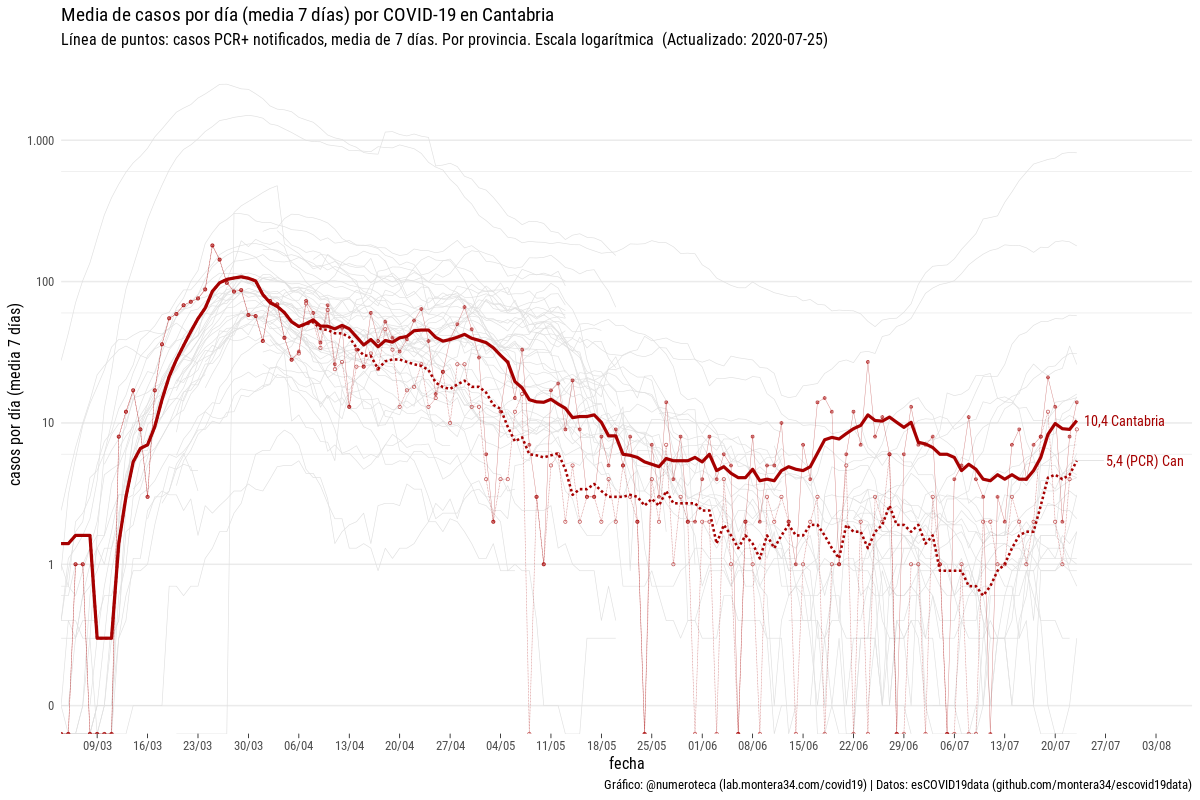 Media de casos por día (media 7 días) por COVID-19 en Cantabria
Línea de puntos: casos PCR+ notificados, media de 7 días. Por provincia. Escala logarítmica (Actualizado: 2020-07-25)
casos por día (media 7 días)
1.000
100
10
1
0
10,4 Cantabria
5,4 (PCR) Can
09/03 16/03 23/03 30/03 06/04 13/04 20/04 27/04 04/05 11/05 18/05 25/05 01/06 08/06 15/06 22/06 29/06 06/07 13/07 20/07 27/07 03/08
fecha
Gráfico: @numeroteca (lab.montera34.com/covid19) | Datos: esCOVID19data (github.com/montera34/escovid19data)